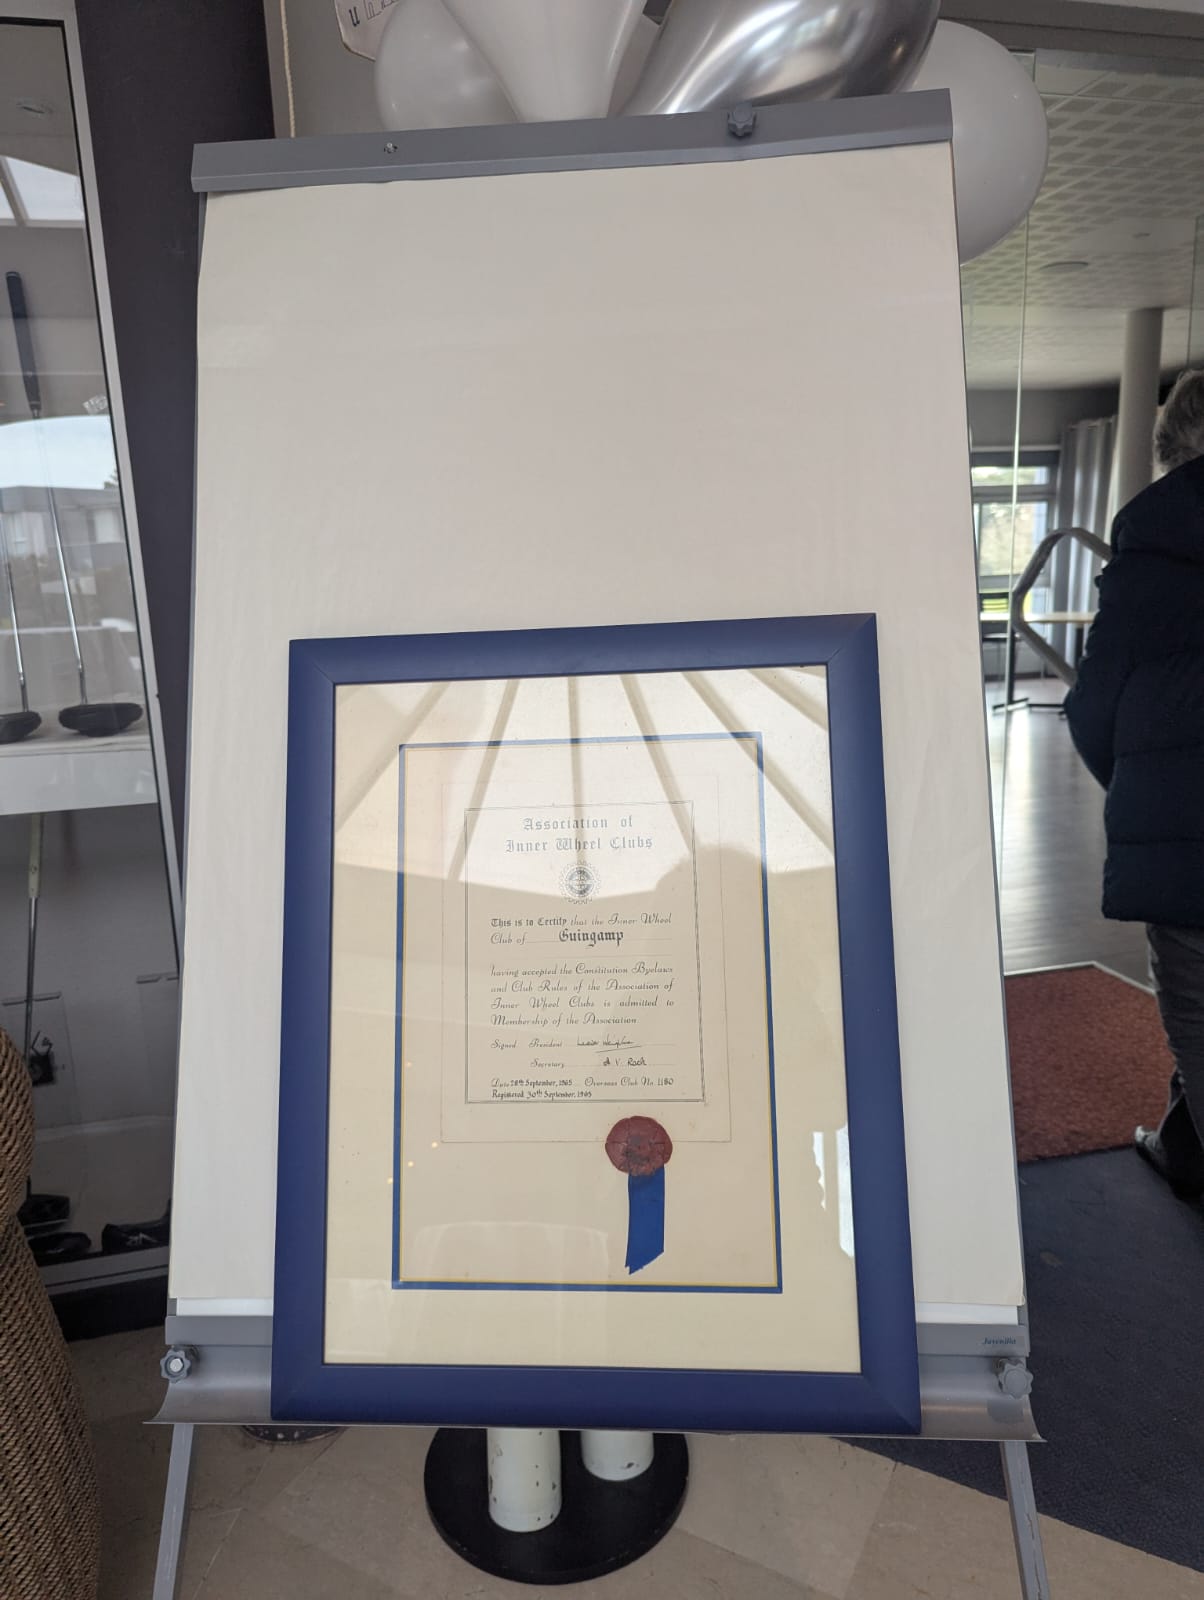 Association of
Inner Wheel Clubs
This is to Certify that the Inner Wheel
Club of Guingamp
having accepted the Constitution Byelaws
and Club Rules of the Association of
Inner Wheel Clubs is admitted to
Membership of the Association
Signed President
Secretary A V. Rock
Date 28th September, 1965 Overseas Club No. 1180
Registered 30th September, 1965
Juvenilia